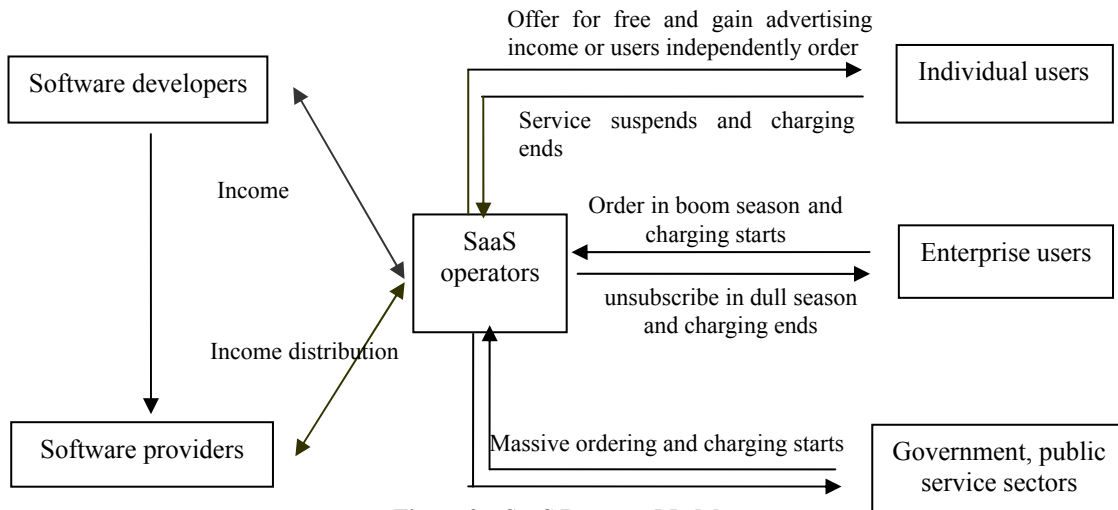 Offer for free and gain advertising
income or users independently order
Software developers
Individual users
Service suspends and charging
ends
Income
Order in boom season and
charging starts
SaaS
operators
Enterprise users
unsubscribe in dull season
and charging ends
Income distribution
Software providers
Massive ordering and charging starts
Government, public
service sectors